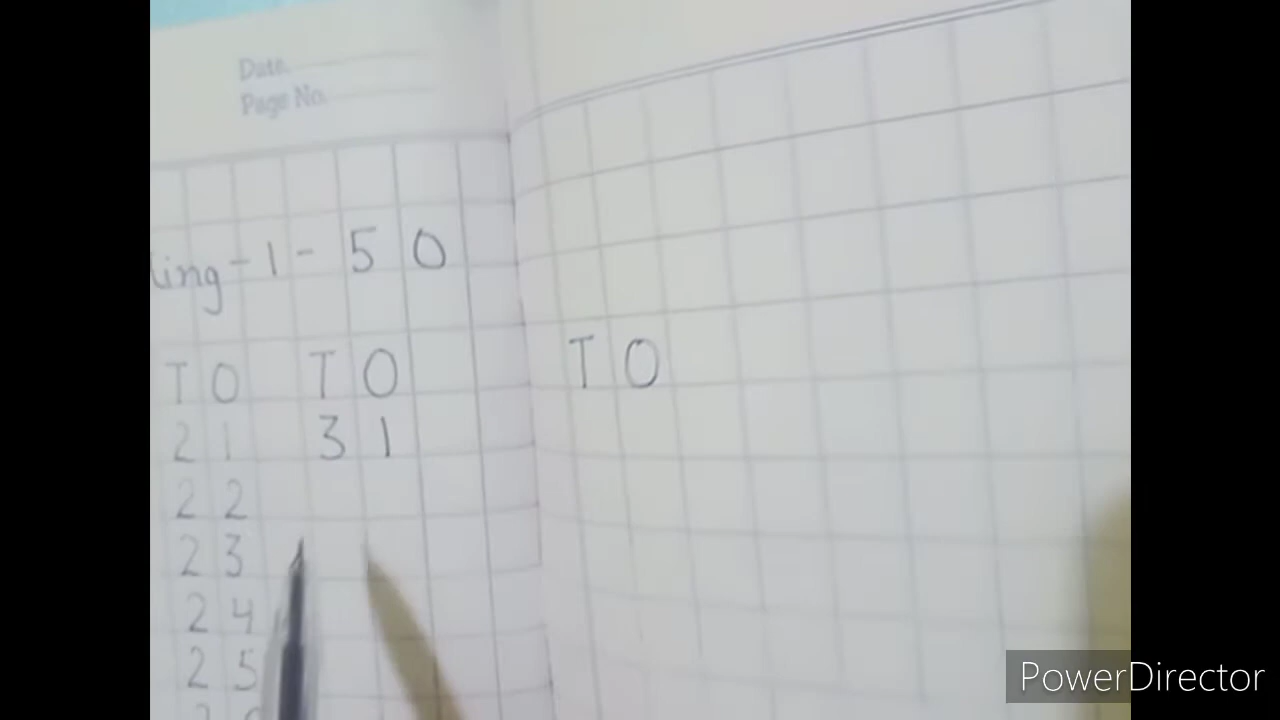 Date.
Page No.
ing - 1 - 5 0
T O T O
2 1 3 1
2 2
2 3
2 4
2 5
T O
PowerDirector